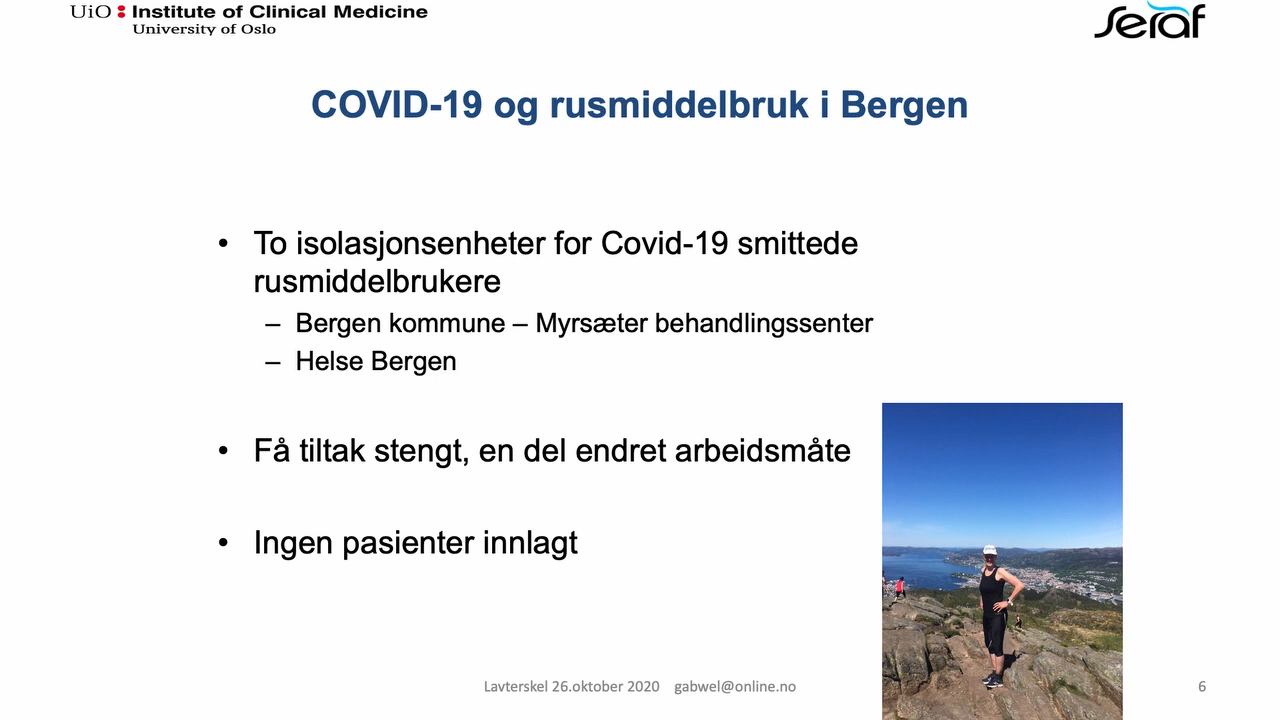 UiO Institute of Clinical Medicine
University of Oslo
seraf
COVID-19 og rusmiddelbruk i Bergen
• To isolasjonsenheter for Covid-19 smittede
rusmiddelbrukere
– Bergen kommune – Myrsæter behandlingssenter
– Helse Bergen
• Få tiltak stengt, en del endret arbeidsmåte
• Ingen pasienter innlagt
Lavterskel 26.oktober 2020 gabwel@online.no
6